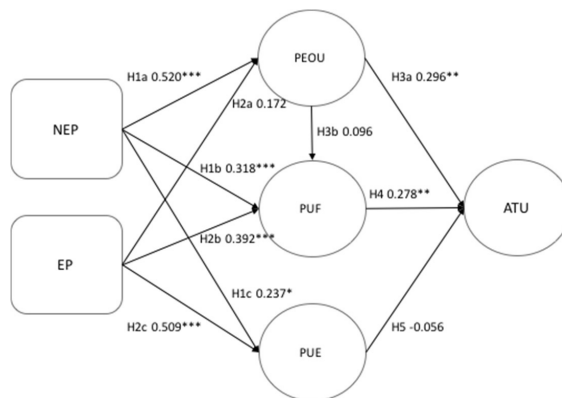 PEOU
H1a 0.520***
H3a 0.296**
H2a 0.172
NEP
H3b 0.096
H1b 0.318***
H4 0.278**
PUF
ATU
H2b 0.392***
EP
H1c 0.237*
H2c 0.509***
H5 -0.056
PUE